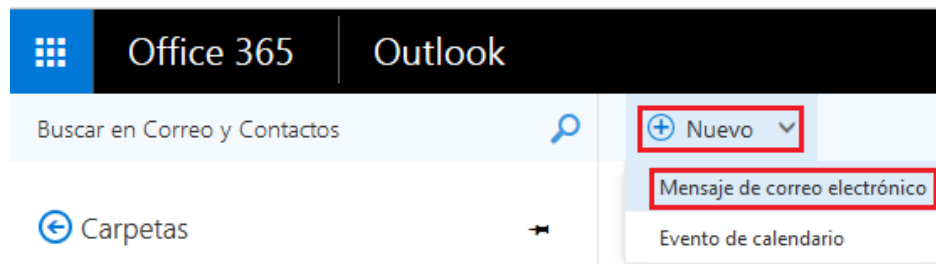 Office 365 Outlook
Buscar en Correo y Contactos
Nuevo
Mensaje de correo electrónico
Carpetas
Evento de calendario